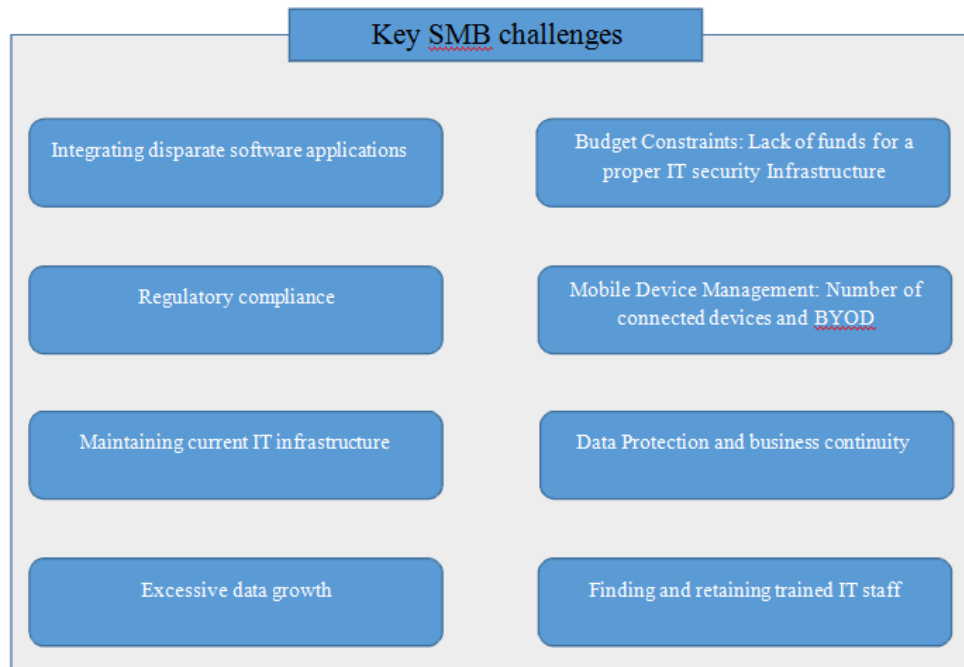 Key SMB challenges
Integrating disparate software applications
Budget Constraints: Lack of funds for a
proper IT security Infrastructure
Regulatory compliance
Mobile Device Management: Number of
connected devices and BYOD
Maintaining current IT infrastructure
Data Protection and business continuity
Excessive data growth
Finding and retaining trained IT staff